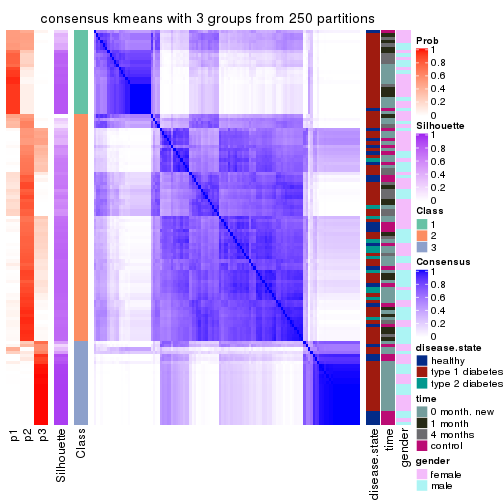 consensus kmeans with 3 groups from 250 partitions
Prob
1
0.8
0.6
0.4
0.2
0
Silhouette
1
0.8
0.6
0.4
0.2
0
Class
1
2
3
Consensus
1
0.8
0.6
0.4
0.2
0
disease.state
healthy
type 1 diabetes
type 2 diabetes
time
0 month, new
1 month
4 months
control
gender
female
male
p1
p2
p3
Silhouette
Class
disease.state
time
gender